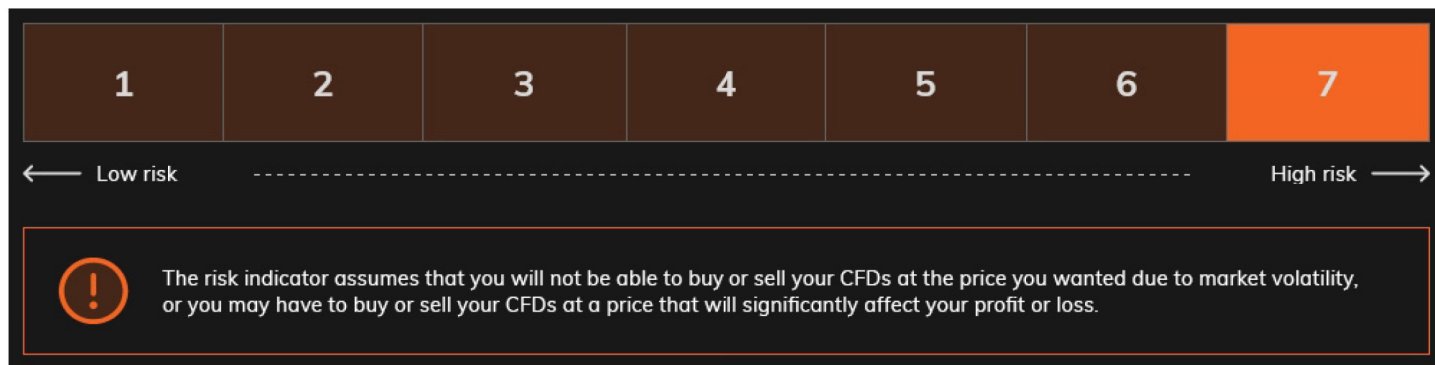 1 2 3 4 5 6 7
Low risk High risk
The risk indicator assumes that you will not be able to buy or sell your CFDs at the price you wanted due to market volatility,
or you may have to buy or sell your CFDs at a price that will significantly affect your profit or loss.